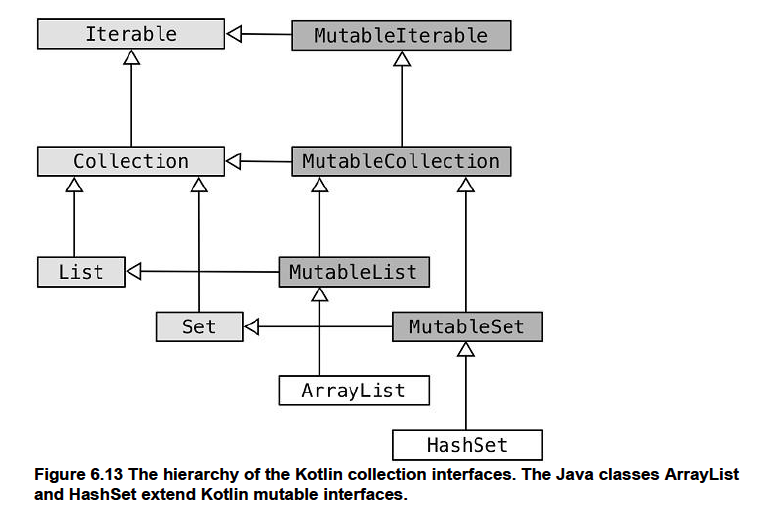 Iterable
MutableIterable
Collection
MutableCollection
List
MutableList
Set
MutableSet
ArrayList
HashSet
Figure 6.13 The hierarchy of the Kotlin collection interfaces. The Java classes ArrayList
and HashSet extend Kotlin mutable interfaces.